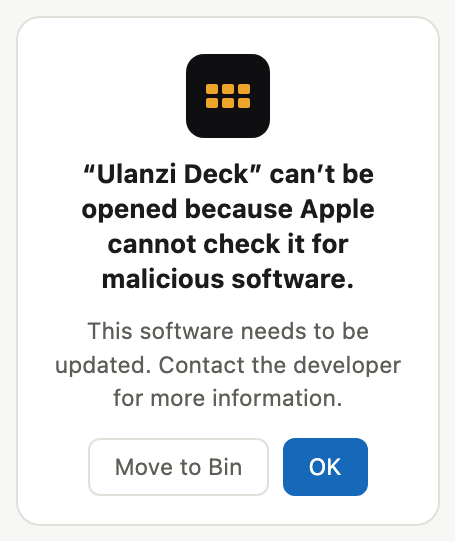 “Ulanzi Deck” can’t be
opened because Apple
cannot check it for
malicious software.
This software needs to be
updated. Contact the developer
for more information.
Move to Bin
OK